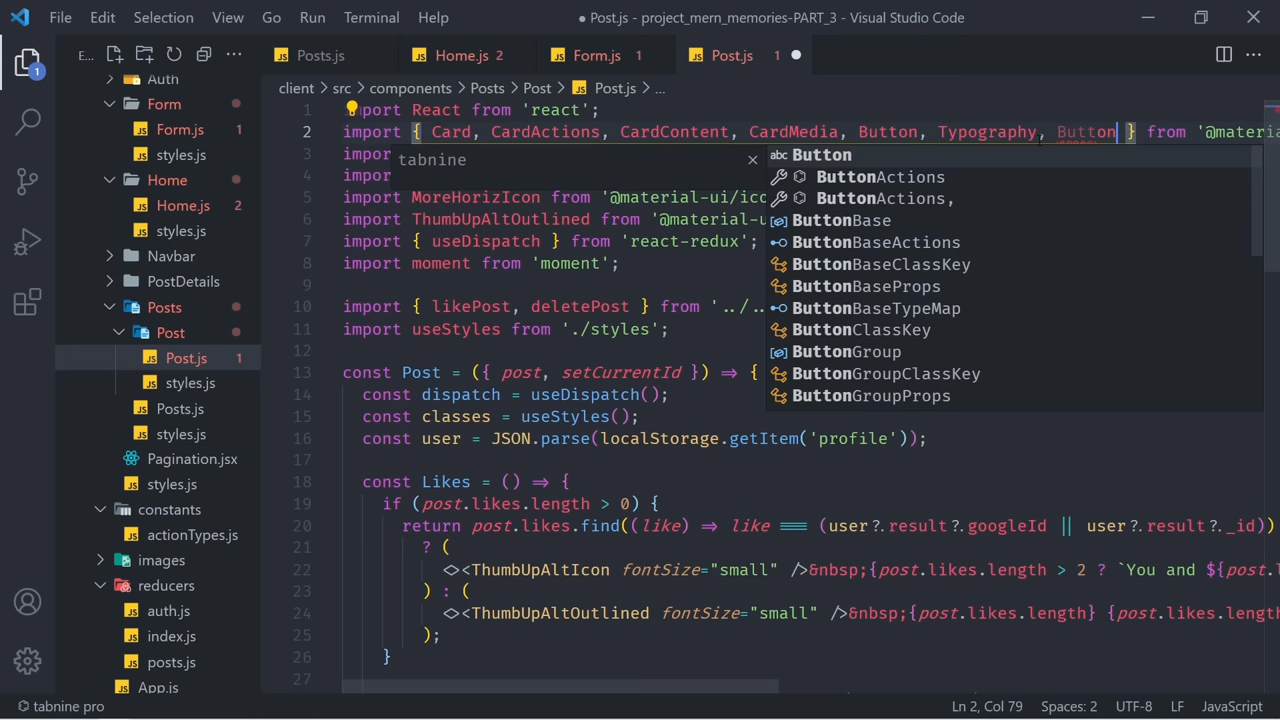 File Edit Selection View Go Run Terminal Help
● Post.js - project_mern_memories-PART_3 - Visual Studio Code
1
E...
Auth
Form
Form.js 1
styles.js
Home
Home.js 2
styles.js
Navbar
PostDetails
Posts
Post
Post.js 1
styles.js
Posts.js
styles.js
Pagination.jsx
styles.js
constants
actionTypes.js
images
reducers
auth.js
index.js
posts.js
App.js
JS Posts.js JS Home.js 2 JS Form.js 1 JS Post.js 1 ●
client > src > components > Posts > Post > JS Post.js > ...
1 import React from 'react';
2 import { Card, CardActions, CardContent, CardMedia, Button, Typography, Button } from '@materia
3 impor
4 impor
5 import MoreHorizIcon from '@material-ui/ico
6 import ThumbUpAltOutlined from '@material-u
7 import { useDispatch } from 'react-redux';
8 import moment from 'moment';
9
10 import { likePost, deletePost } from '../..
11 import useStyles from './styles';
12
13 const Post = ({ post, setCurrentId }) => {
14 const dispatch = useDispatch();
15 const classes = useStyles();
16 const user = JSON.parse(localStorage.getItem('profile'));
17
18 const Likes = () => {
19 if (post.likes.length > 0) {
20 return post.likes.find((like) => like === (user?.result?.googleId || user?.result?._id))
21 ? (
22 <><ThumbUpAltIcon fontSize="small" />&nbsp;{post.likes.length > 2 ? `You and ${post.l
23 ) : (
24 <><ThumbUpAltOutlined fontSize="small" />&nbsp;{post.likes.length} {post.likes.length
25 );
26 }
27
tabnine ×
abc Button
ButtonActions
ButtonActions,
ButtonBase
ButtonBaseActions
ButtonBaseClassKey
ButtonBaseProps
ButtonBaseTypeMap
ButtonClassKey
ButtonGroup
ButtonGroupClassKey
ButtonGroupProps
tabnine pro
Ln 2, Col 79 Spaces: 2 UTF-8 LF JavaScript